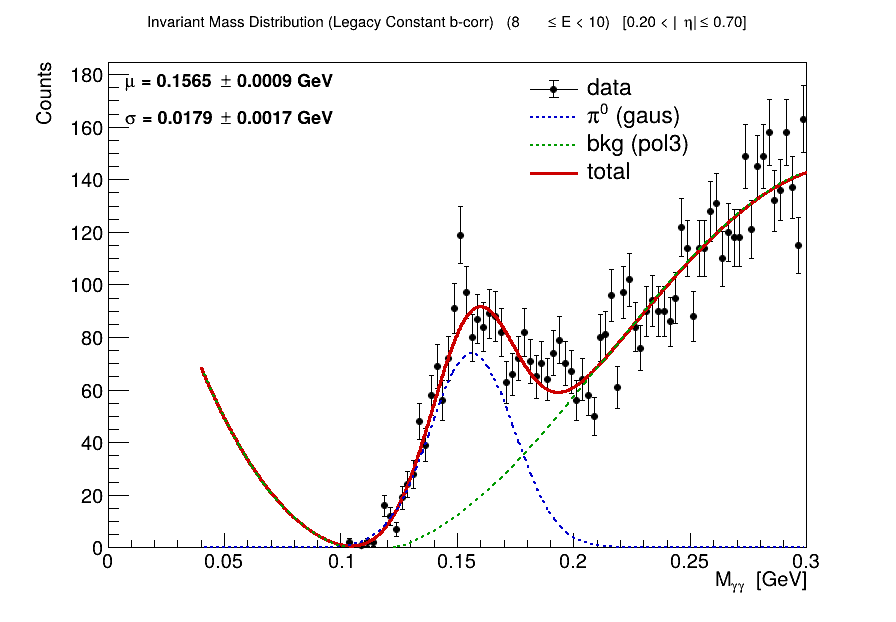 Invariant Mass Distribution (Legacy Constant b-corr) (8 ≤ E < 10) [0.20 < | η| ≤ 0.70]
Counts
μ = 0.1565 ± 0.0009 GeV
σ = 0.0179 ± 0.0017 GeV
data
π⁰ (gaus)
bkg (pol3)
total
180
160
140
120
100
80
60
40
20
0
0 0.05 0.1 0.15 0.2 0.25 0.3
Mγγ [GeV]